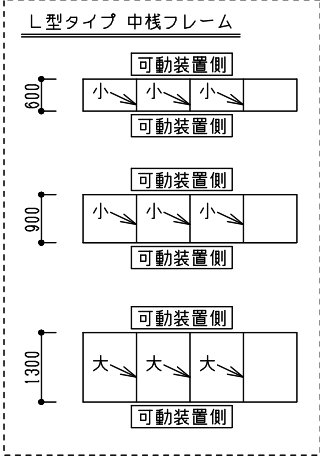 L型タイプ 中桟フレーム
可動装置側
600
小 小 小
可動装置側
可動装置側
900
小 小 小
可動装置側
可動装置側
1300
大 大 大
可動装置側